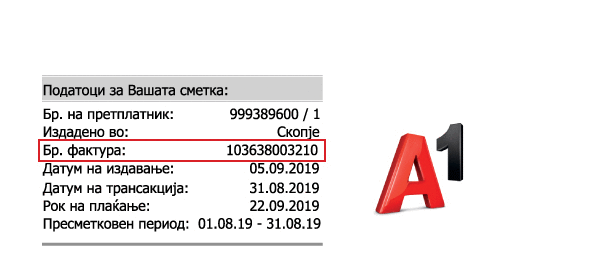 Податоци за Вашата сметка:
Бр. на претплатник: 999389600 / 1
Издадено во: Скопје
Бр. фактура: 103638003210
Датум на издавање: 05.09.2019
Датум на трансакција: 31.08.2019
Рок на плаќање: 22.09.2019
Пресметковен период: 01.08.19 - 31.08.19
A1